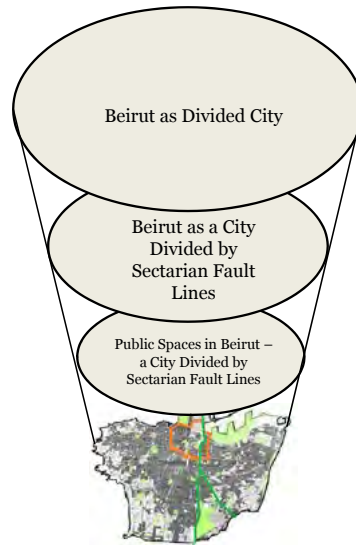 Beirut as Divided City
Beirut as a City
Divided by
Sectarian Fault
Lines
Public Spaces in Beirut –
a City Divided by
Sectarian Fault Lines